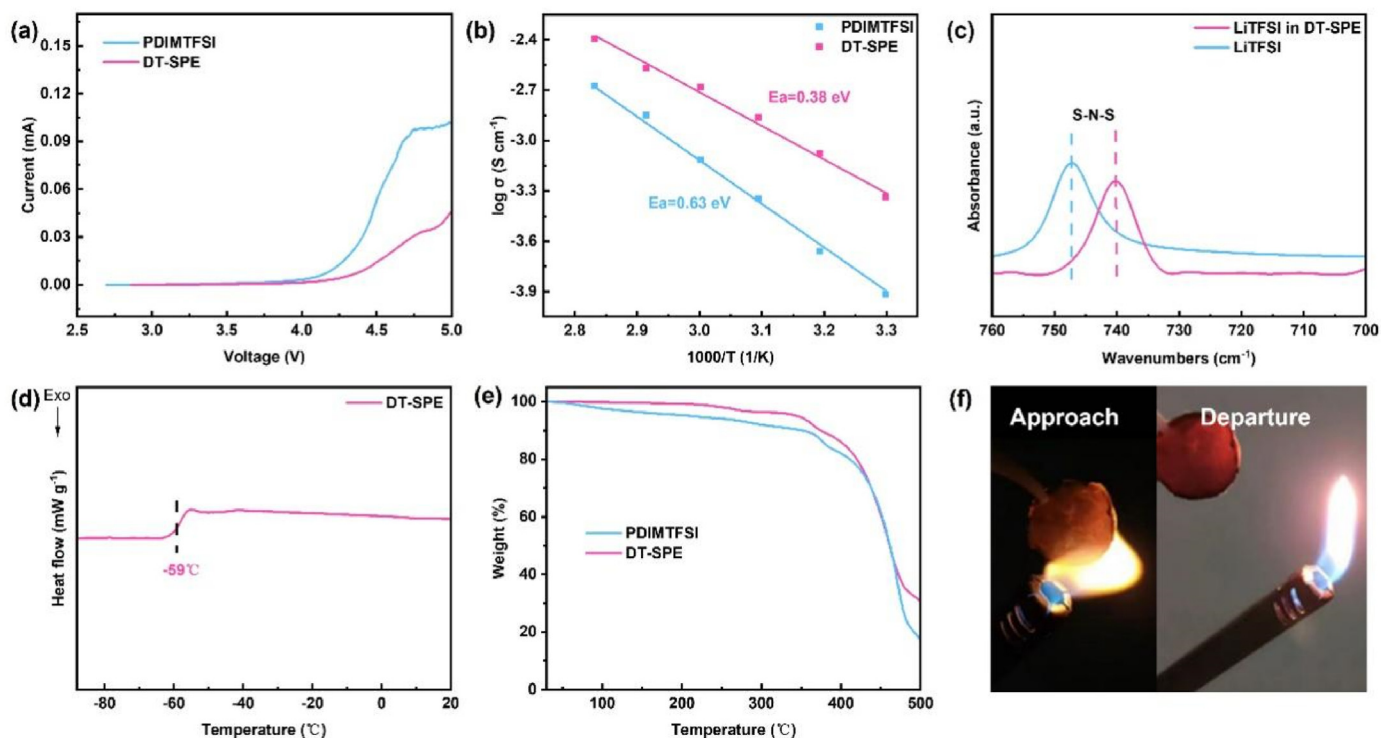 (a)
PDIMTFSI
DT-SPE
0.15
0.12
0.09
0.06
0.03
0.00
Current (mA)
2.5 3.0 3.5 4.0 4.5 5.0
Voltage (V)
(b)
PDIMTFSI
DT-SPE
Ea=0.38 eV
Ea=0.63 eV
-2.4
-2.7
-3.0
-3.3
-3.6
-3.9
log σ (S cm⁻¹)
2.8 2.9 3.0 3.1 3.2 3.3
1000/T (1/K)
(c)
LiTFSI in DT-SPE
LiTFSI
S-N-S
Absorbance (a.u.)
760 750 740 730 720 710 700
Wavenumbers (cm⁻¹)
(d)
Exo
DT-SPE
-59℃
Heat flow (mW g⁻¹)
-80 -60 -40 -20 0 20
Temperature (℃)
(e)
100
80
60
40
20
0
PDIMTFSI
DT-SPE
Weight (%)
100 200 300 400 500
Temperature (℃)
(f)
Approach
Departure